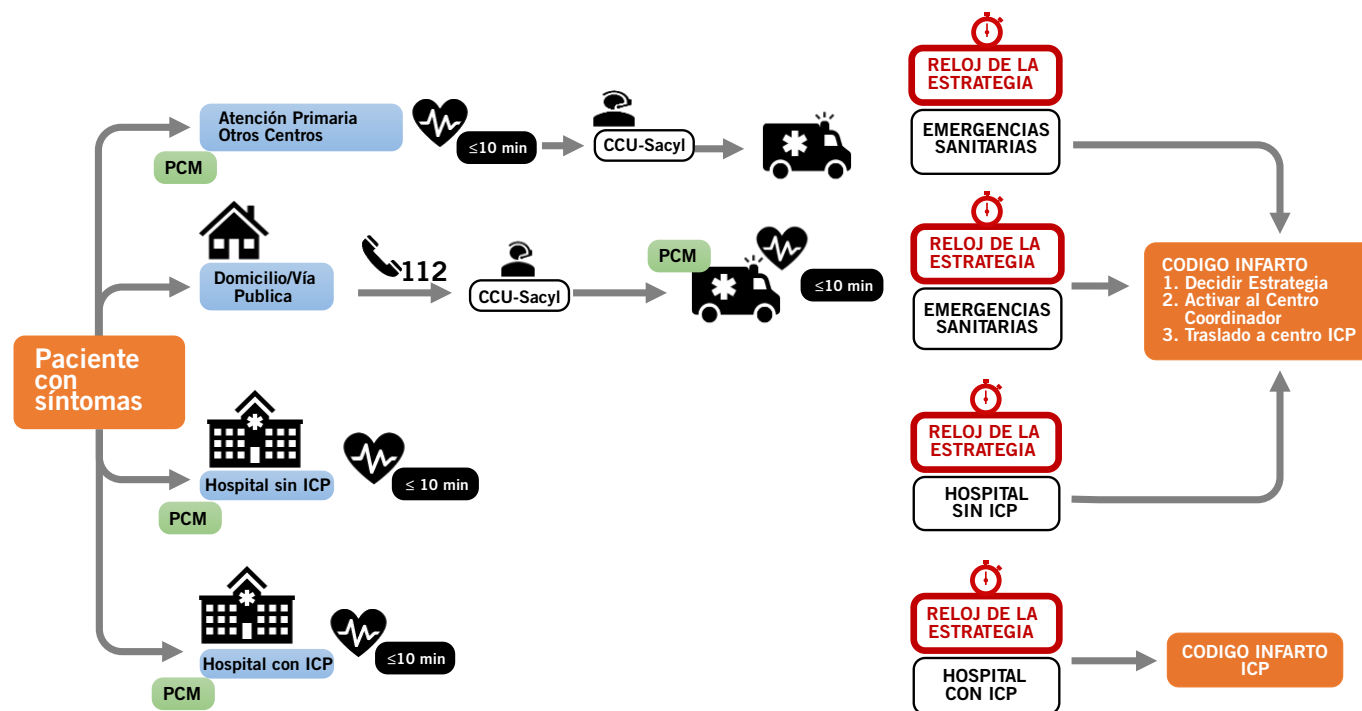 Paciente
con
síntomas
Atención Primaria
Otros Centros
PCM
≤10 min
CCU-Sacyl
RELOJ DE LA
ESTRATEGIA
EMERGENCIAS
SANITARIAS
Domicilio/Vía
Publica
112
CCU-Sacyl
PCM
≤10 min
RELOJ DE LA
ESTRATEGIA
EMERGENCIAS
SANITARIAS
CODIGO INFARTO
1. Decidir Estrategia
2. Activar al Centro
Coordinador
3. Traslado a centro ICP
Hospital sin ICP
PCM
≤ 10 min
RELOJ DE LA
ESTRATEGIA
HOSPITAL
SIN ICP
Hospital con ICP
PCM
≤10 min
RELOJ DE LA
ESTRATEGIA
HOSPITAL
CON ICP
CODIGO INFARTO
ICP